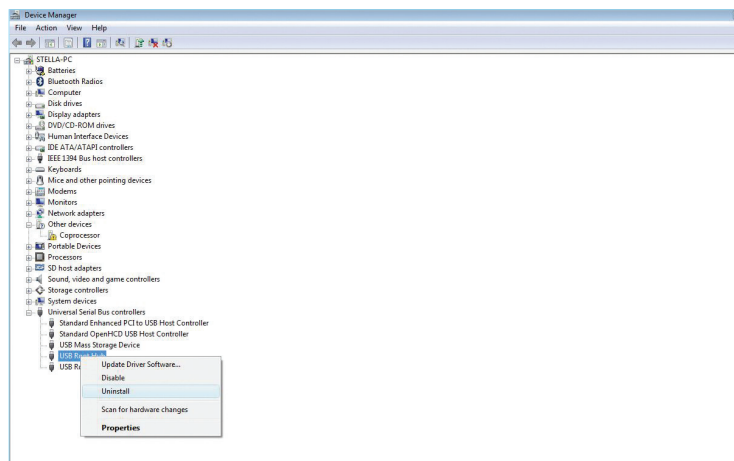 Device Manager
File Action View Help
STELLA-PC
Batteries
Bluetooth Radios
Computer
Disk drives
Display adapters
DVD/CD-ROM drives
Human Interface Devices
IDE ATA/ATAPI controllers
IEEE 1394 Bus host controllers
Keyboards
Mice and other pointing devices
Modems
Monitors
Network adapters
Other devices
Coprocessor
Portable Devices
Processors
SD host adapters
Sound, video and game controllers
Storage controllers
System devices
Universal Serial Bus controllers
Standard Enhanced PCI to USB Host Controller
Standard OpenHCD USB Host Controller
USB Mass Storage Device
USB Root Hub
USB
Update Driver Software...
Disable
Uninstall
Scan for hardware changes
Properties